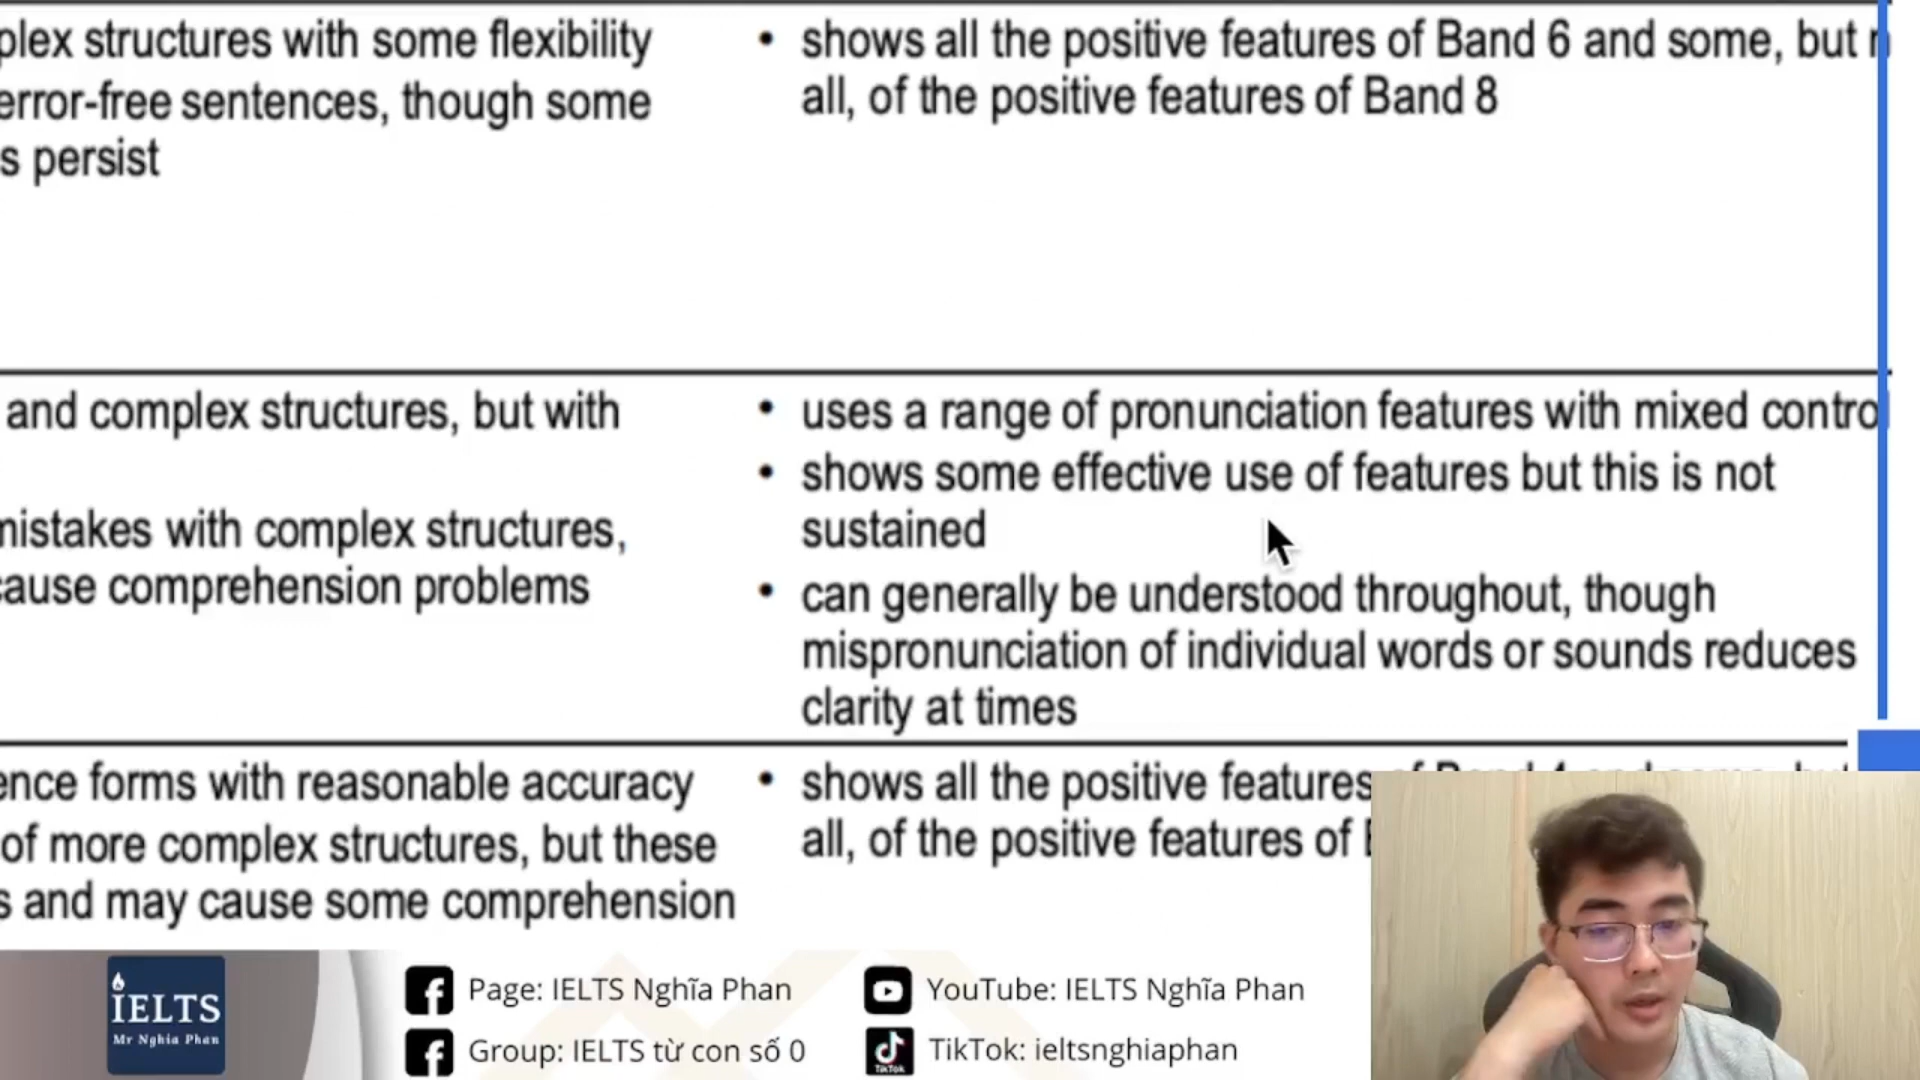 plex structures with some flexibility
error-free sentences, though some
s persist
• shows all the positive features of Band 6 and some, but
all, of the positive features of Band 8
and complex structures, but with
mistakes with complex structures,
cause comprehension problems
• uses a range of pronunciation features with mixed control
• shows some effective use of features but this is not
sustained
• can generally be understood throughout, though
mispronunciation of individual words or sounds reduces
clarity at times
ence forms with reasonable accuracy
of more complex structures, but these
s and may cause some comprehension
• shows all the positive features
all, of the positive features of
IELTS
Mr Nghia Phan
Page: IELTS Nghĩa Phan
Group: IELTS từ con số 0
YouTube: IELTS Nghĩa Phan
TikTok
TikTok: ieltsnghiaphan